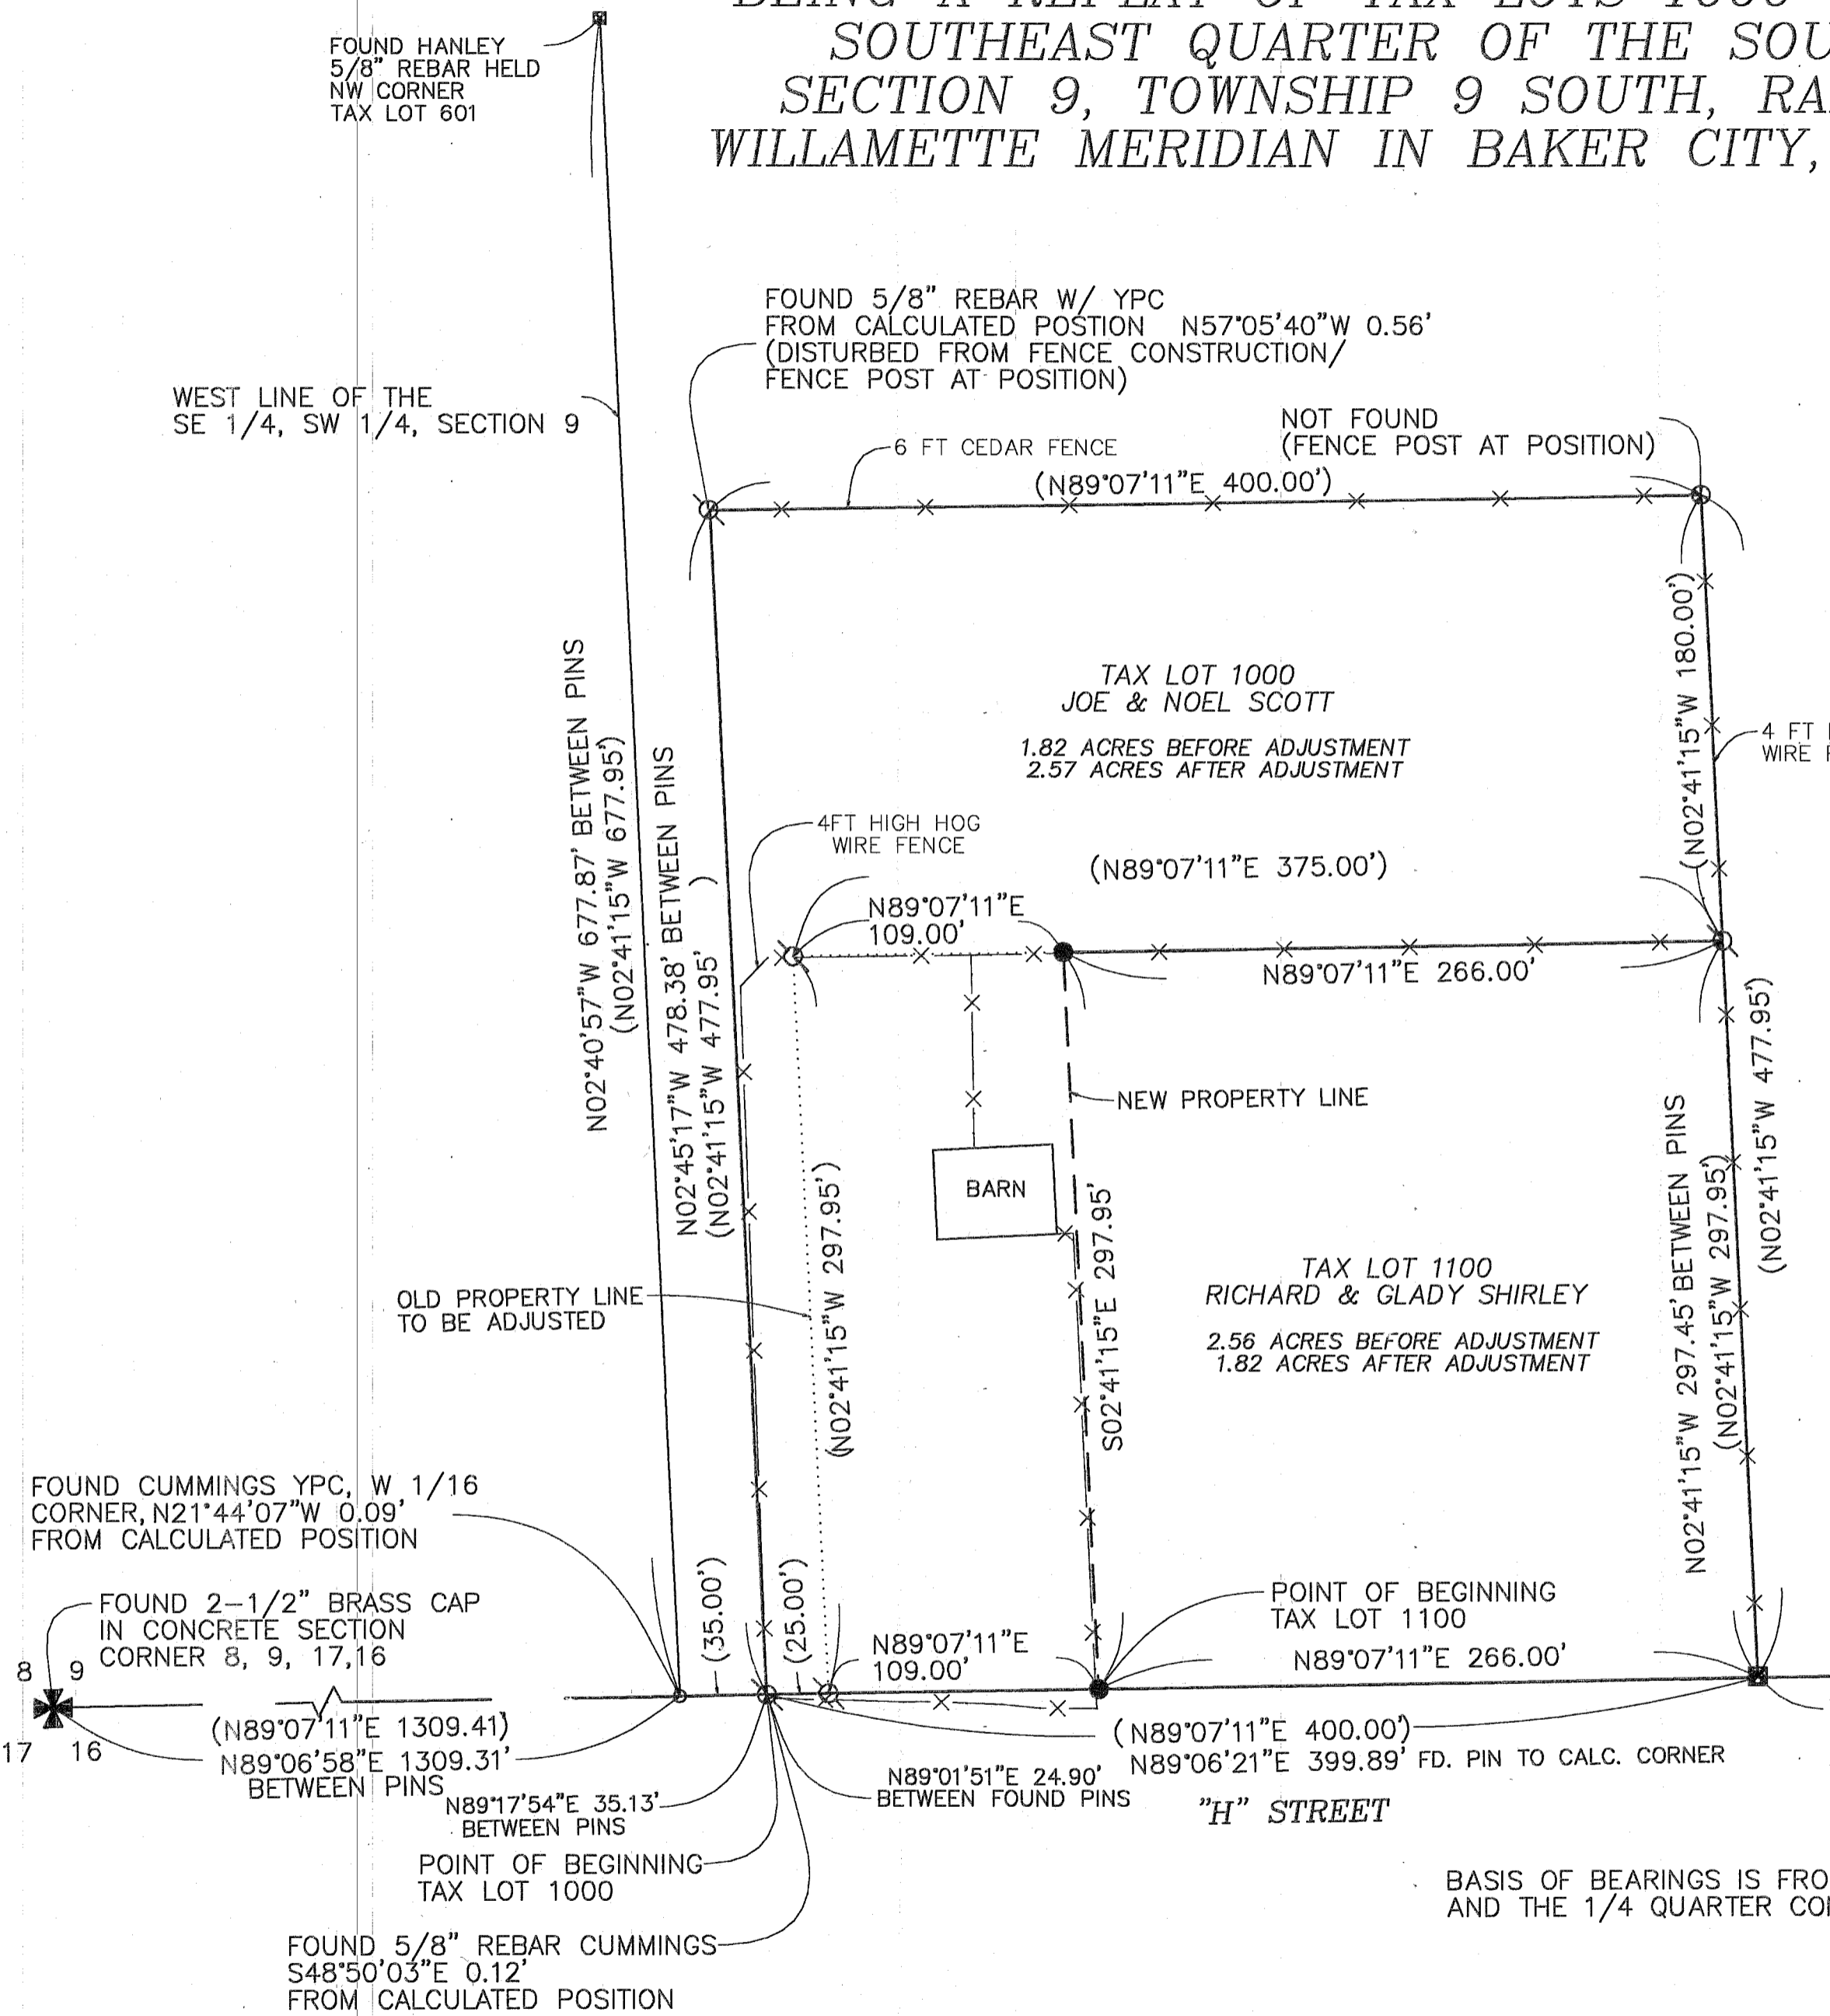 SOUTHEAST QUARTER OF THE
SECTION 9, TOWNSHIP 9 SOUTH,
WILLAMETTE MERIDIAN IN BAKER CITY,
FOUND HANLEY
5/8" REBAR HELD
NW CORNER
TAX LOT 601
FOUND 5/8" REBAR W/ YPC
FROM CALCULATED POSTION N57°05'40"W 0.56'
(DISTURBED FROM FENCE CONSTRUCTION/
FENCE POST AT POSITION)
WEST LINE OF THE
SE 1/4, SW 1/4, SECTION 9
NOT FOUND
(FENCE POST AT POSITION)
6 FT CEDAR FENCE
(N89°07'11"E 400.00')
(N02°41'15"W 180.00')
TAX LOT 1000
JOE & NOEL SCOTT
1.82 ACRES BEFORE ADJUSTMENT
2.57 ACRES AFTER ADJUSTMENT
4 FT
WIRE
N02°40'57"W 677.87' BETWEEN PINS
(N02°41'15"W 677.95')
N02°45'17"W 478.38' BETWEEN PINS
(N02°41'15"W 477.95' )
4FT HIGH HOG
WIRE FENCE
(N89°07'11"E 375.00')
N89°07'11"E
109.00'
N89°07'11"E 266.00'
NEW PROPERTY LINE
BARN
(N02°41'15"W 297.95')
S02°41'15"E 297.95'
TAX LOT 1100
RICHARD & GLADY SHIRLEY
2.56 ACRES BEFORE ADJUSTMENT
1.82 ACRES AFTER ADJUSTMENT
N02°41'15"W 297.45' BETWEEN PINS
(N02°41'15"W 297.95')
(N02°41'15"W 477.95')
OLD PROPERTY LINE
TO BE ADJUSTED
FOUND CUMMINGS YPC, W 1/16
CORNER, N21°44'07"W 0.09'
FROM CALCULATED POSITION
FOUND 2-1/2" BRASS CAP
IN CONCRETE SECTION
CORNER 8, 9, 17,16
8 9
17 16
(35.00')
(25.00')
N89°07'11"E
109.00'
POINT OF BEGINNING
TAX LOT 1100
N89°07'11"E 266.00'
(N89°07'11"E 1309.41)
N89°06'58"E 1309.31'
BETWEEN PINS
(N89°07'11"E 400.00')
N89°06'21"E 399.89' FD. PIN TO CALC. CORNER
N89°17'54"E 35.13'
BETWEEN PINS
N89°01'51"E 24.90'
BETWEEN FOUND PINS
"H" STREET
POINT OF BEGINNING
TAX LOT 1000
FOUND 5/8" REBAR CUMMINGS
S48°50'03"E 0.12'
FROM CALCULATED POSITION
BASIS OF BEARINGS IS
AND THE 1/4 QUARTER